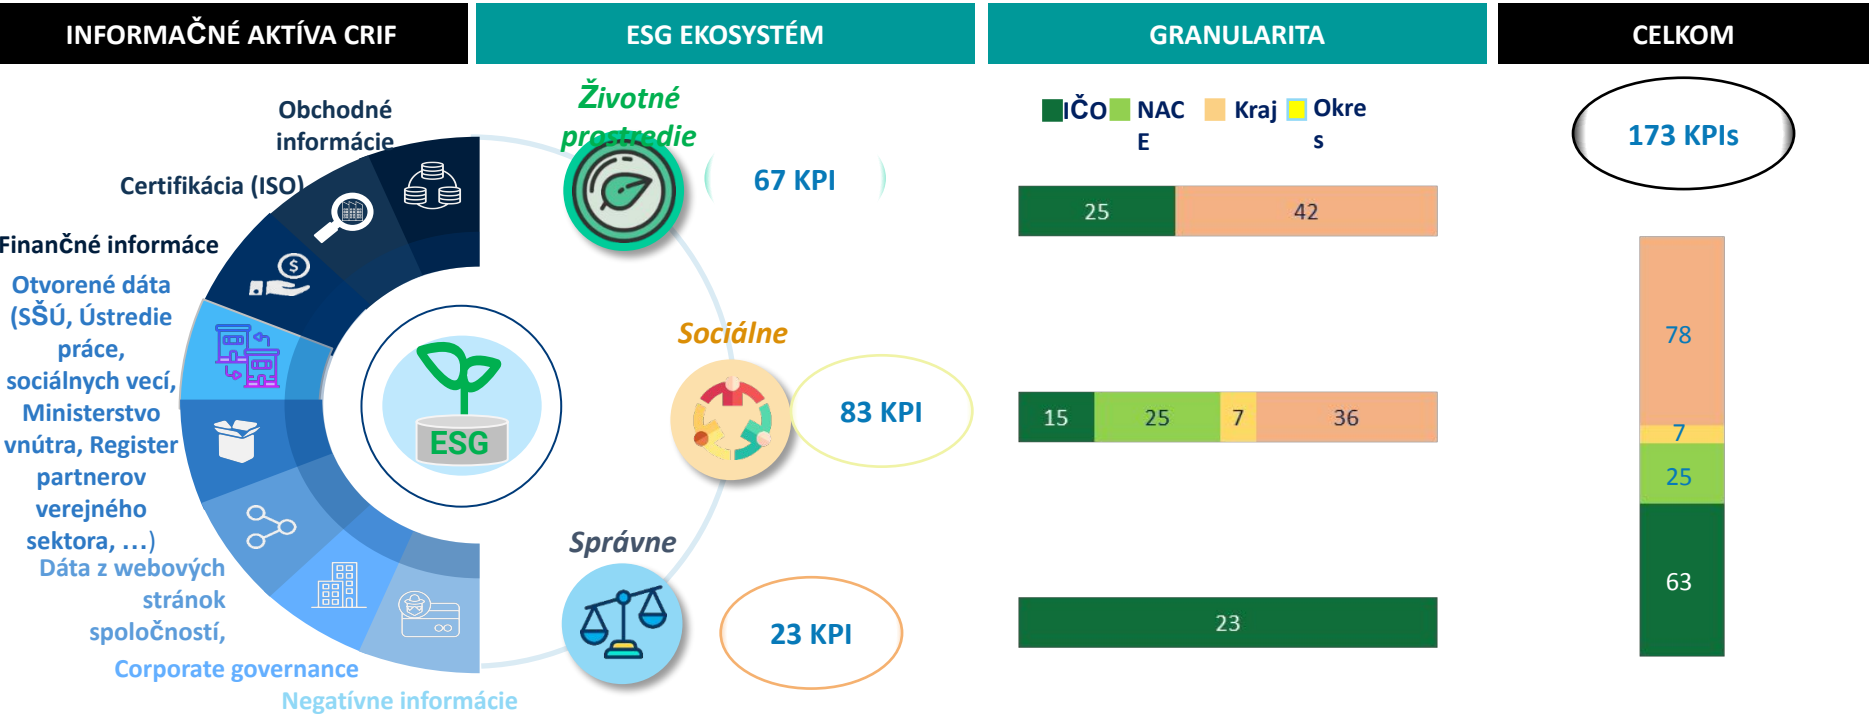 INFORMAČNÉ AKTÍVA CRIF
ESG EKOSYSTÉM
GRANULARITA
CELKOM
Obchodné
informácie
Certifikácia (ISO)
Finančné informáce
Otvorené dáta
(SŠÚ, Ústredie
práce,
sociálnych vecí,
Ministerstvo
vnútra, Register
partnerov
verejného
sektora, ...)
Dáta z webových
stránok
spoločností,
Corporate governance
Negatívne informácie
$
ESG
Životné
prostredie
67 KPI
Sociálne
83 KPI
Správne
23 KPI
IČO
NAC
E
Kraj
Okre
s
25
42
15
25
7
36
23
173 KPIs
78
7
25
63